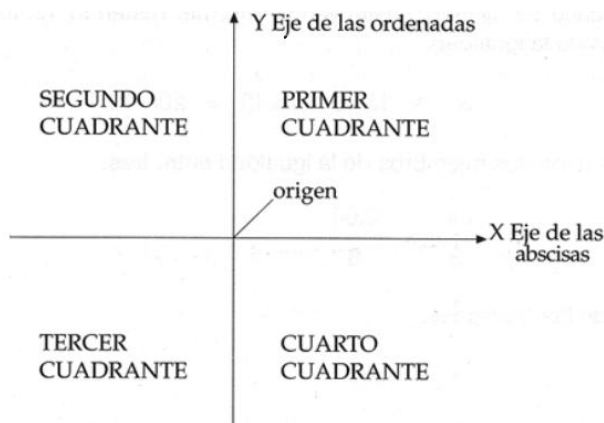 Y Eje de las ordenadas
SEGUNDO
CUADRANTE
PRIMER
CUADRANTE
origen
X Eje de las
abscisas
TERCER
CUADRANTE
CUARTO
CUADRANTE